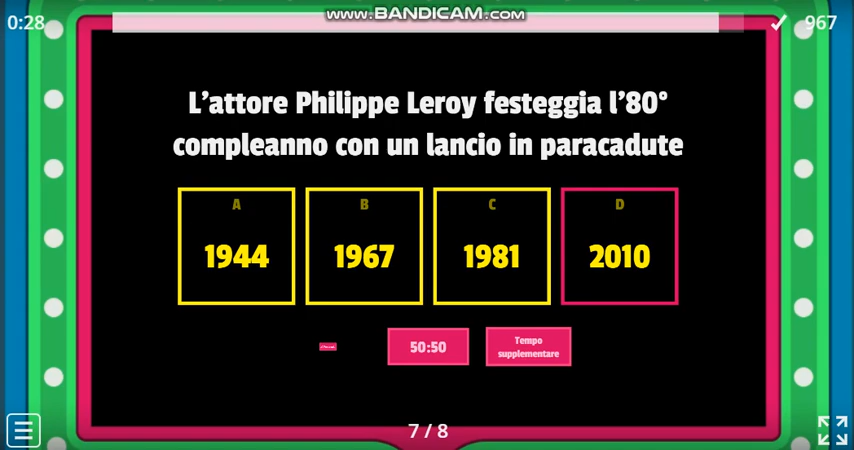 www.BANDICAM.com
0:28
967
L'attore Philippe Leroy festeggia l'80°
compleanno con un lancio in paracadute
A
B
C
D
1944
1967
1981
2010
50:50
Tempo
supplementare
7 / 8